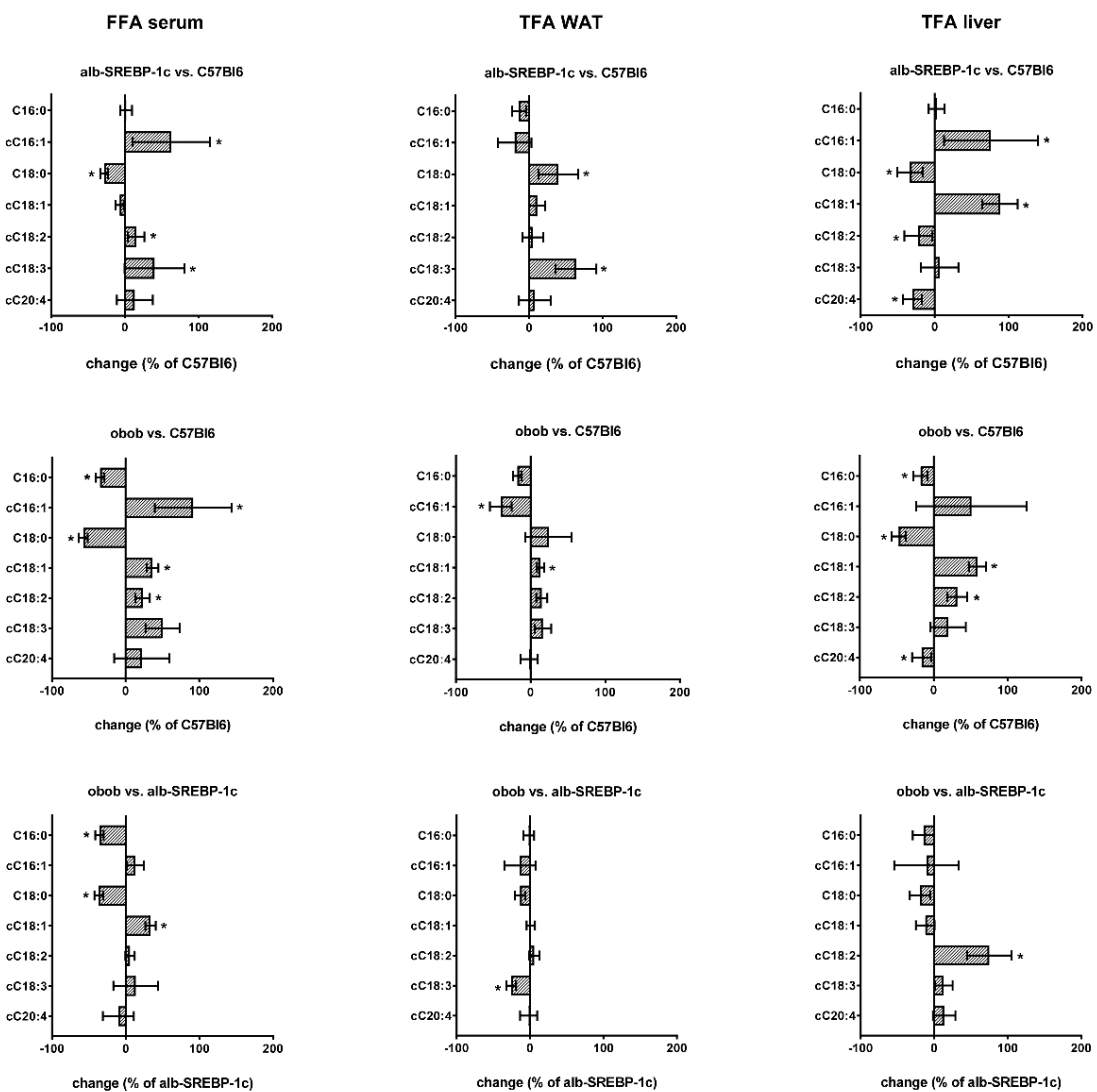 FFA serum TFA WAT TFA liver
alb-SREBP-1c vs. C57Bl6 alb-SREBP-1c vs. C57Bl6 alb-SREBP-1c vs. C57Bl6
C16:0 C16:0 C16:0
cC16:1 * cC16:1 cC16:1 *
C18:0 * C18:0 * C18:0 *
cC18:1 cC18:1 cC18:1 *
cC18:2 * cC18:2 cC18:2 *
cC18:3 * cC18:3 * cC18:3
cC20:4 cC20:4 cC20:4 *
-100 0 100 200 -100 0 100 200 -100 0 100 200
change (% of C57Bl6) change (% of C57Bl6) change (% of C57Bl6)
obob vs. C57Bl6 obob vs. C57Bl6 obob vs. C57Bl6
C16:0 * C16:0 C16:0 *
cC16:1 * cC16:1 * cC16:1
C18:0 * C18:0 C18:0 *
cC18:1 * cC18:1 * cC18:1 *
cC18:2 * cC18:2 cC18:2 *
cC18:3 cC18:3 cC18:3
cC20:4 cC20:4 cC20:4 *
-100 0 100 200 -100 0 100 200 -100 0 100 200
change (% of C57Bl6) change (% of C57Bl6) change (% of C57Bl6)
obob vs. alb-SREBP-1c obob vs. alb-SREBP-1c obob vs. alb-SREBP-1c
C16:0 * C16:0 C16:0
cC16:1 cC16:1 cC16:1
C18:0 * C18:0 C18:0
cC18:1 * cC18:1 cC18:1
cC18:2 cC18:2 cC18:2 *
cC18:3 cC18:3 * cC18:3
cC20:4 cC20:4 cC20:4
-100 0 100 200 -100 0 100 200 -100 0 100 200
change (% of alb-SREBP-1c) change (% of alb-SREBP-1c) change (% of alb-SREBP-1c)